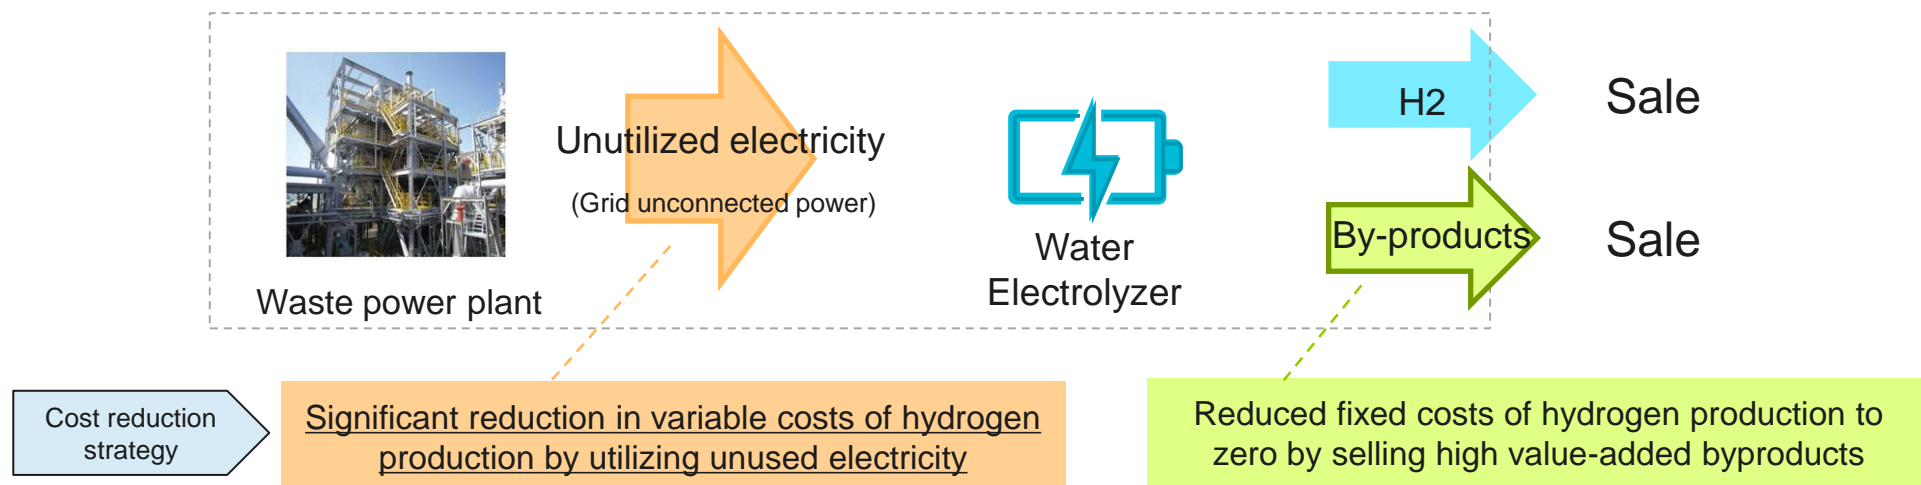 Waste power plant
Unutilized electricity
(Grid unconnected power)
Water
Electrolyzer
H2
Sale
By-products
Sale
Cost reduction
strategy
Significant reduction in variable costs of hydrogen
production by utilizing unused electricity
Reduced fixed costs of hydrogen production to
zero by selling high value-added byproducts